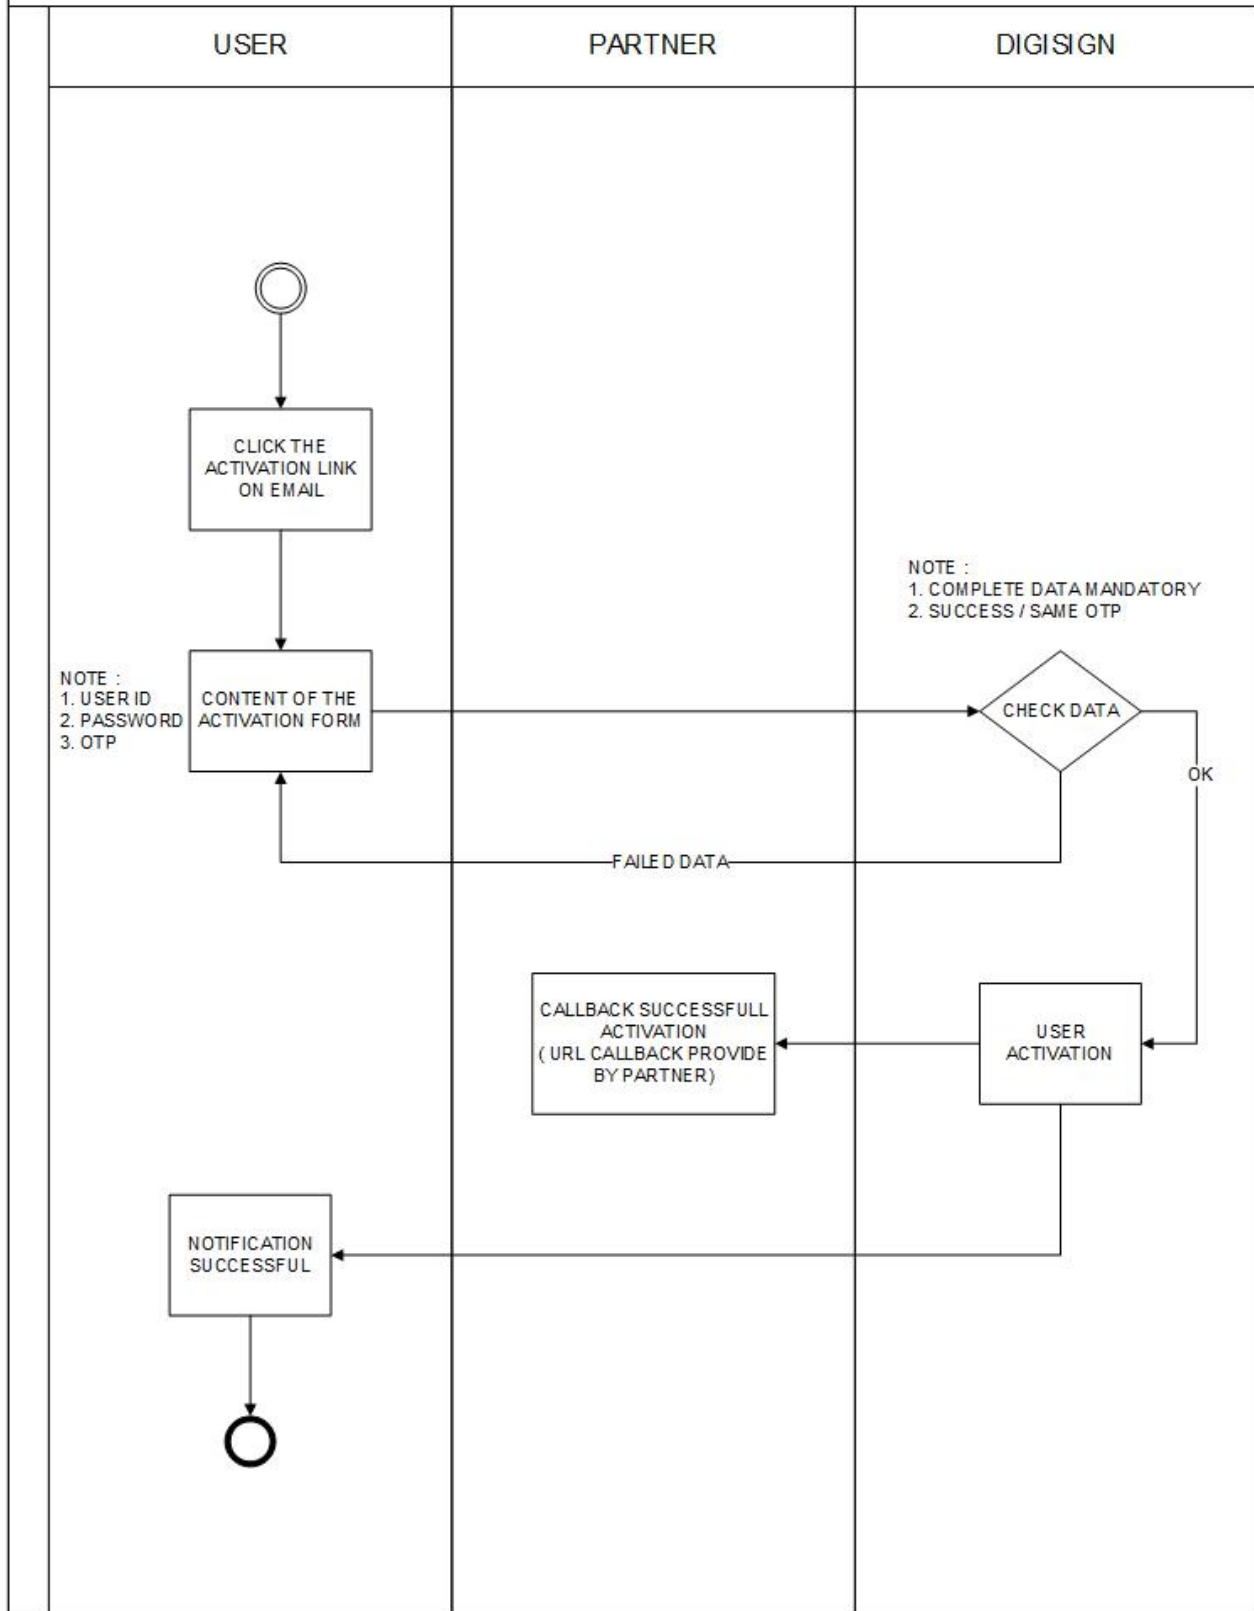 USER
PARTNER
DIGISIGN
CLICK THE
ACTIVATION LINK
ON EMAIL
NOTE :
1. COMPLETE DATA MANDATORY
2. SUCCESS / SAME OTP
NOTE :
1. USER ID
2. PASSWORD
3. OTP
CONTENT OF THE
ACTIVATION FORM
CHECK DATA
OK
FAILED DATA
CALLBACK SUCCESSFULL
ACTIVATION
( URL CALLBACK PROVIDE
BY PARTNER)
USER
ACTIVATION
NOTIFICATION
SUCCESSFUL